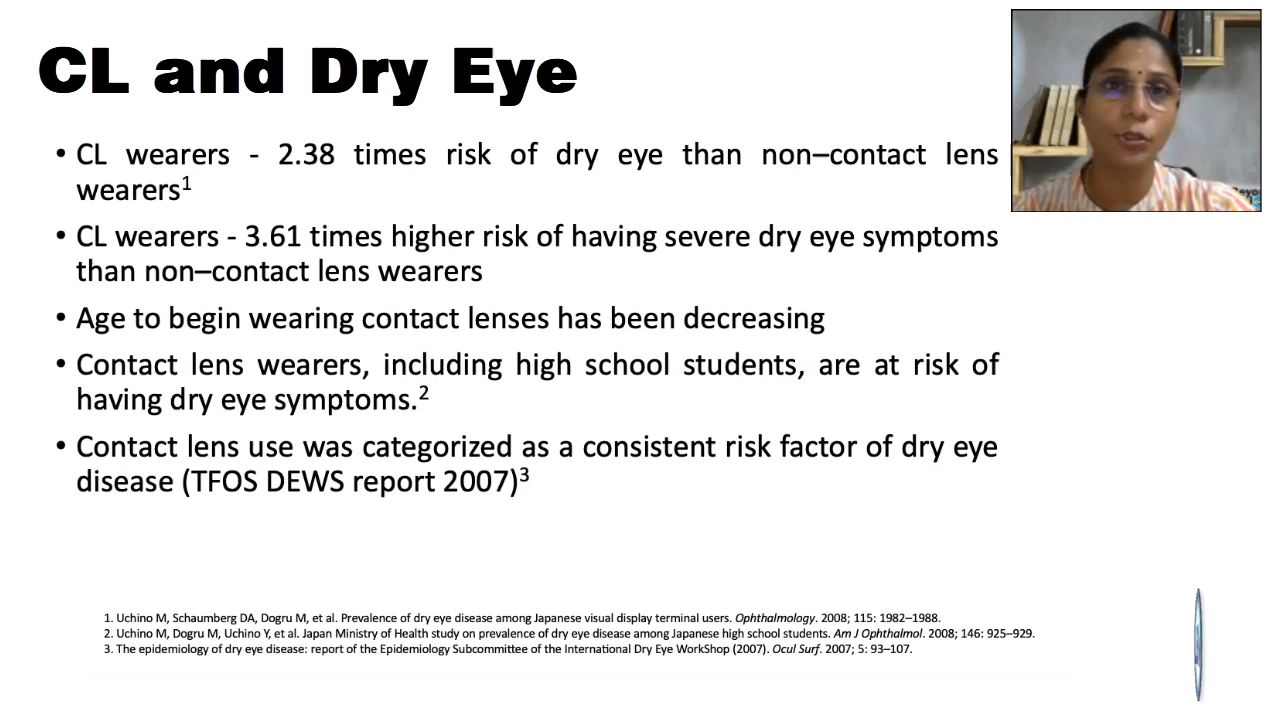 CL and Dry Eye
• CL wearers - 2.38 times risk of dry eye than non–contact lens
wearers1
• CL wearers - 3.61 times higher risk of having severe dry eye symptoms
than non–contact lens wearers
• Age to begin wearing contact lenses has been decreasing
• Contact lens wearers, including high school students, are at risk of
having dry eye symptoms.2
• Contact lens use was categorized as a consistent risk factor of dry eye
disease (TFOS DEWS report 2007)3
1. Uchino M, Schaumberg DA, Dogru M, et al. Prevalence of dry eye disease among Japanese visual display terminal users. Ophthalmology. 2008; 115: 1982–1988.
2. Uchino M, Dogru M, Uchino Y, et al. Japan Ministry of Health study on prevalence of dry eye disease among Japanese high school students. Am J Ophthalmol. 2008; 146: 925–929.
3. The epidemiology of dry eye disease: report of the Epidemiology Subcommittee of the International Dry Eye WorkShop (2007). Ocul Surf. 2007; 5: 93–107.